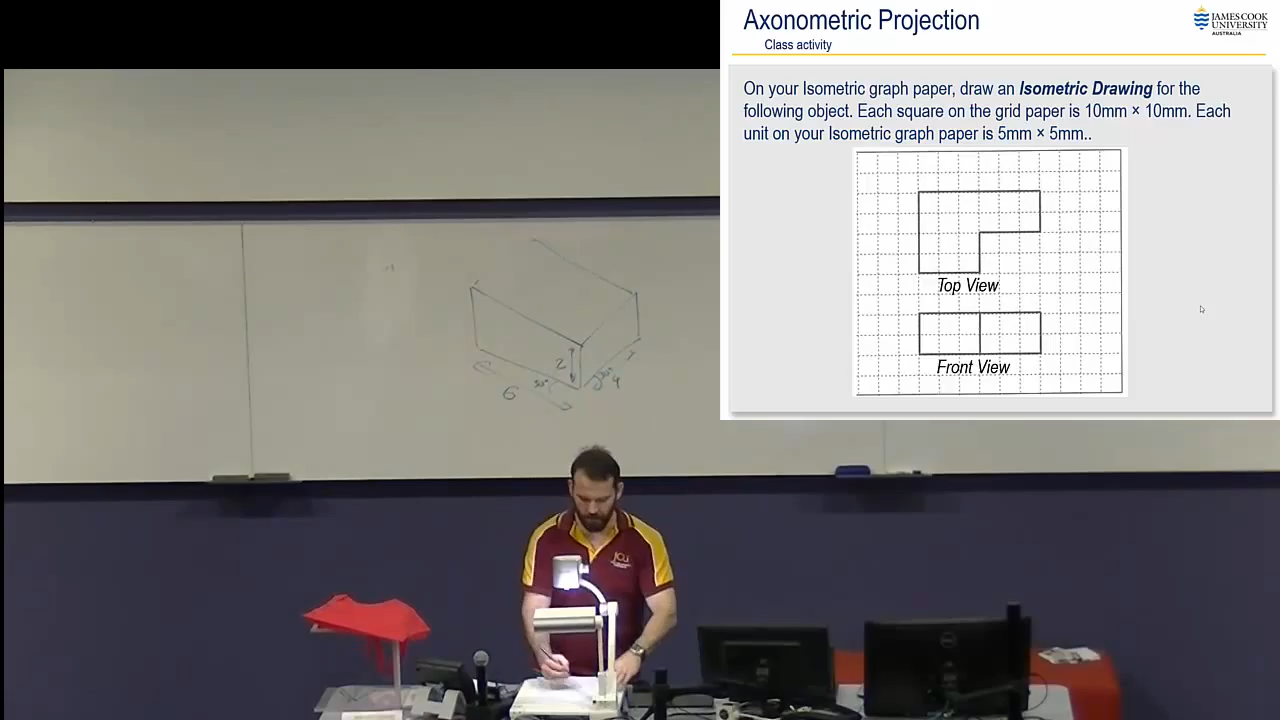 Axonometric Projection
Class activity
JAMES COOK
UNIVERSITY
AUSTRALIA
On your Isometric graph paper, draw an Isometric Drawing for the
following object. Each square on the grid paper is 10mm × 10mm. Each
unit on your Isometric graph paper is 5mm × 5mm..
Top View
Front View
2
30°
30°
4
6
JCU